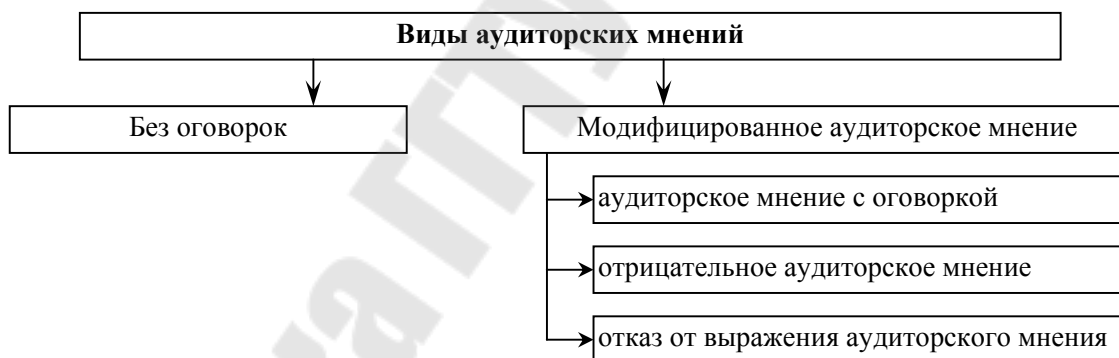 Виды аудиторских мнений
Без оговорок
Модифицированное аудиторское мнение
аудиторское мнение с оговоркой
отрицательное аудиторское мнение
отказ от выражения аудиторского мнения